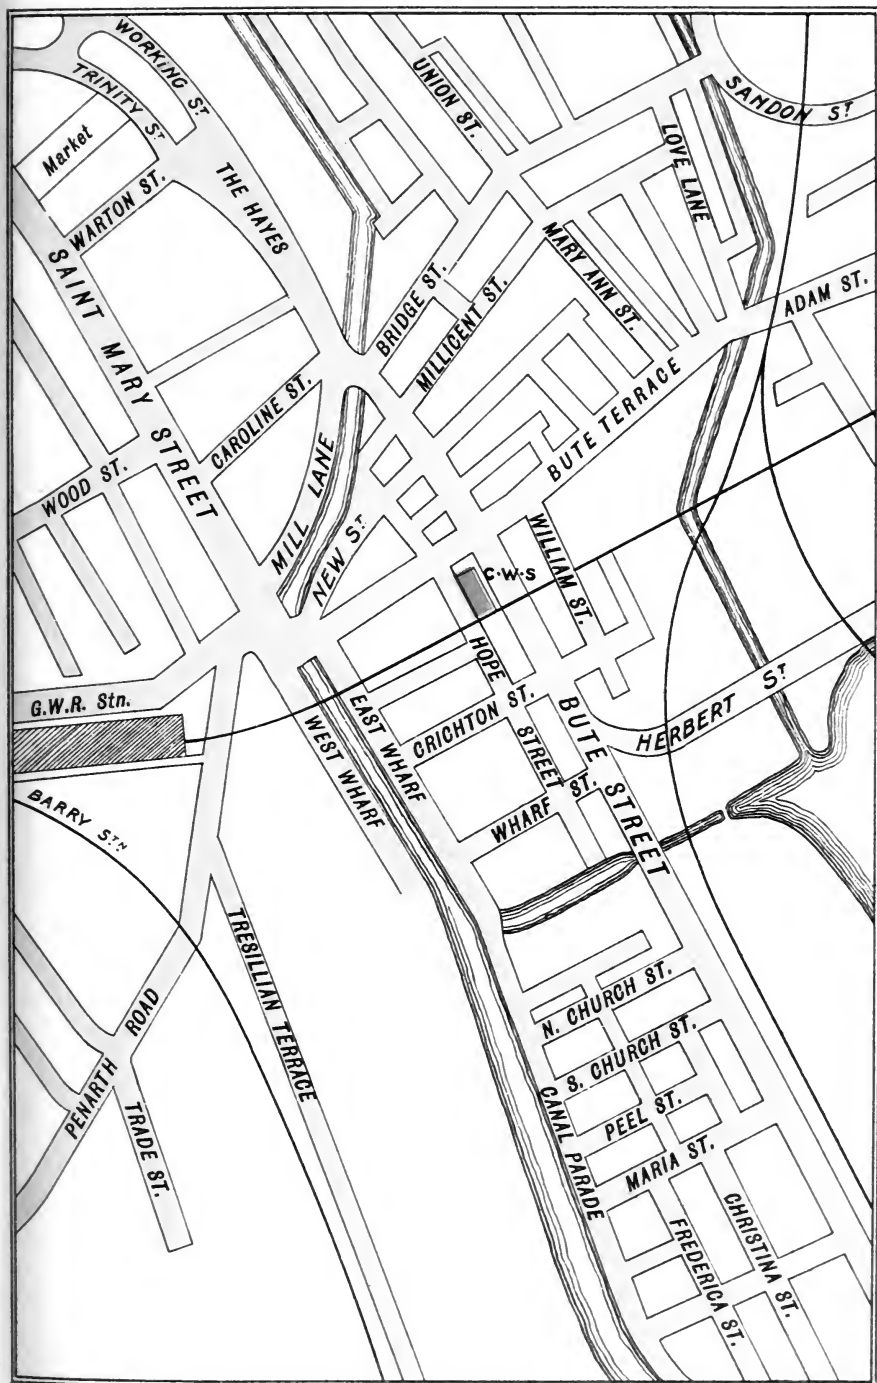 WORKING ST
TRINITY ST
Market
WARTON ST.
THE HAYES
UNION ST.
SANDON ST
LOVE LANE
SAINT MARY STREET
BRIDGE ST.
MILLICENT ST.
MARY ANN ST.
ADAM ST.
CAROLINE ST.
BUTE TERRACE
WOOD ST.
MILL LANE
NEW ST
C.W.S
WILLIAM ST.
HOPE STREET
G.W.R. Stn.
EAST WHARF
WEST WHARF
CRICHTON ST.
BUTE STREET
HERBERT ST
WHARF ST.
BARRY STN
TRESILLIAN TERRACE
PENARTH ROAD
TRADE ST.
N. CHURCH ST.
S. CHURCH ST.
PEEL ST.
CANAL PARADE
MARIA ST.
FREDERICA ST.
CHRISTINA ST.